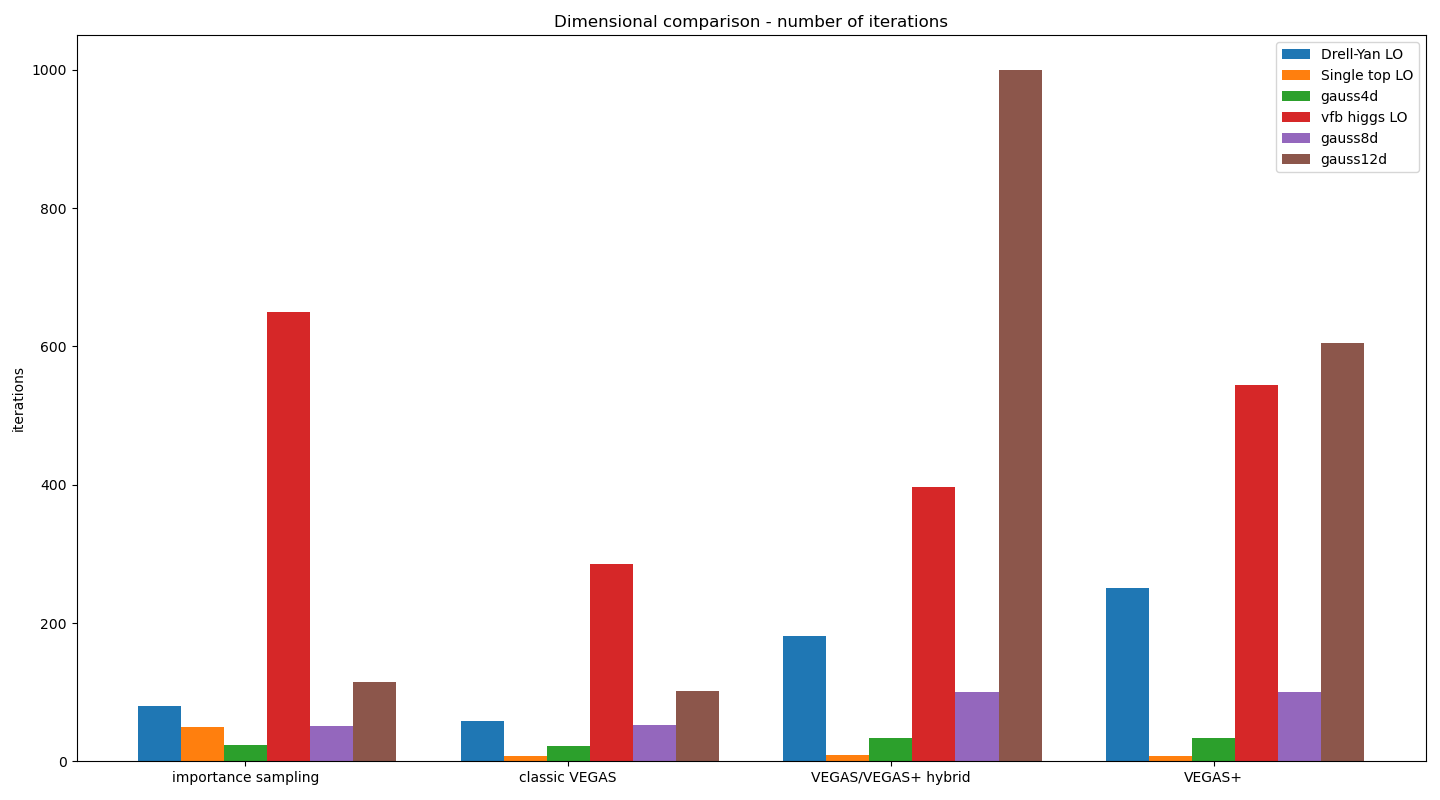 Dimensional comparison - number of iterations
Drell-Yan LO
Single top LO
gauss4d
vfb higgs LO
gauss8d
gauss12d
iterations
1000
800
600
400
200
0
importance sampling
classic VEGAS
VEGAS/VEGAS+ hybrid
VEGAS+